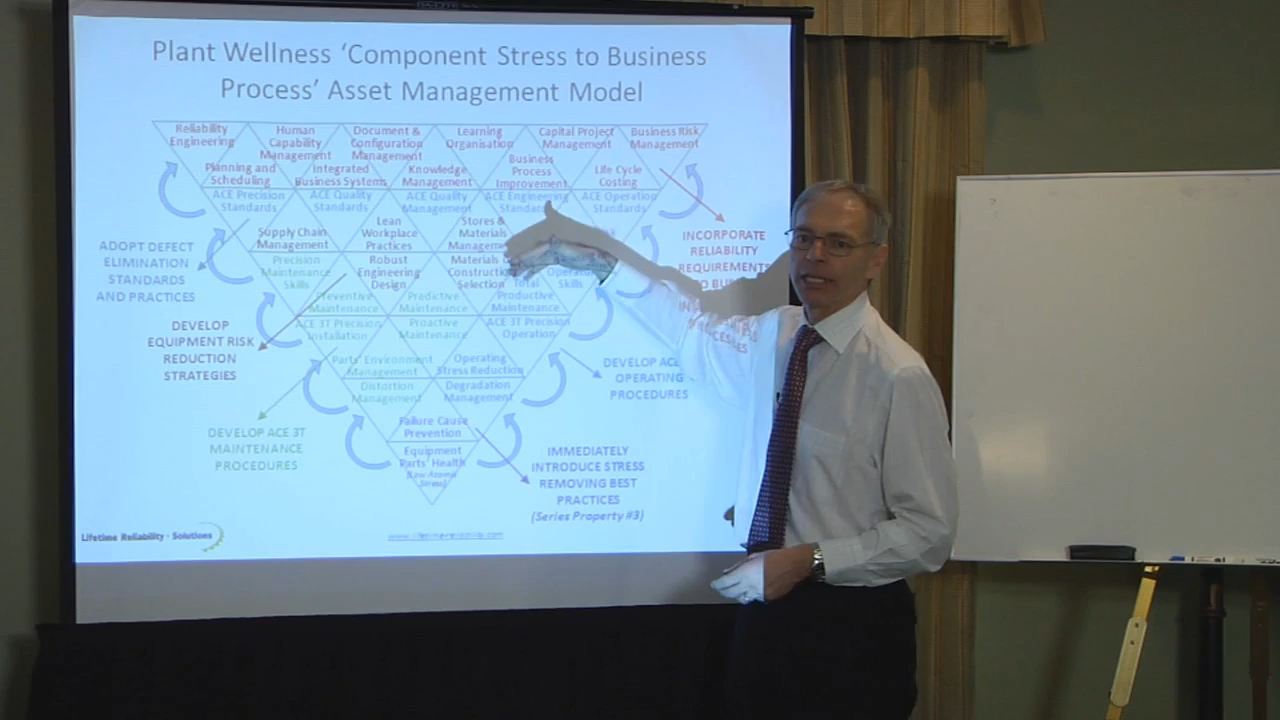 Plant Wellness ‘Component Stress to Business
Process’ Asset Management Model
Reliability
Engineering
Human
Capability
Management
Document &
Configuration
Management
Learning
Organisation
Capital Project
Management
Business Risk
Management
Planning and
Scheduling
Integrated
Business Systems
Knowledge
Management
Business
Process
Improvement
Life Cycle
Costing
ACE Precision
Standards
ACE Quality
Standards
ACE Quality
Management
ACE Engineering
Standards
ACE Operation
Standards
Supply Chain
Management
Lean
Workplace
Practices
Stores &
Materials
Precision
Maintenance
Skills
Robust
Engineering
Design
Materials
Selection
Skills
Preventive
Maintenance
Predictive
Maintenance
Total
Productive
Maintenance
ACE 3T Precision
Installation
Proactive
Maintenance
ACE 3T Precision
Operation
Parts' Environment
Management
Operating
Stress Reduction
Distortion
Management
Degradation
Management
Failure Cause
Prevention
Equipment
Parts' Health
(Low Atomic
Stress)
ADOPT DEFECT
ELIMINATION
STANDARDS
AND PRACTICES
DEVELOP
EQUIPMENT RISK
REDUCTION
STRATEGIES
DEVELOP ACE 3T
MAINTENANCE
PROCEDURES
INCORPORATE
RELIABILITY
REQUIREMENTS
DEVELOP ACE
OPERATING
PROCEDURES
IMMEDIATELY
INTRODUCE STRESS
REMOVING BEST
PRACTICES
(Series Property #3)
Lifetime Reliability • Solutions